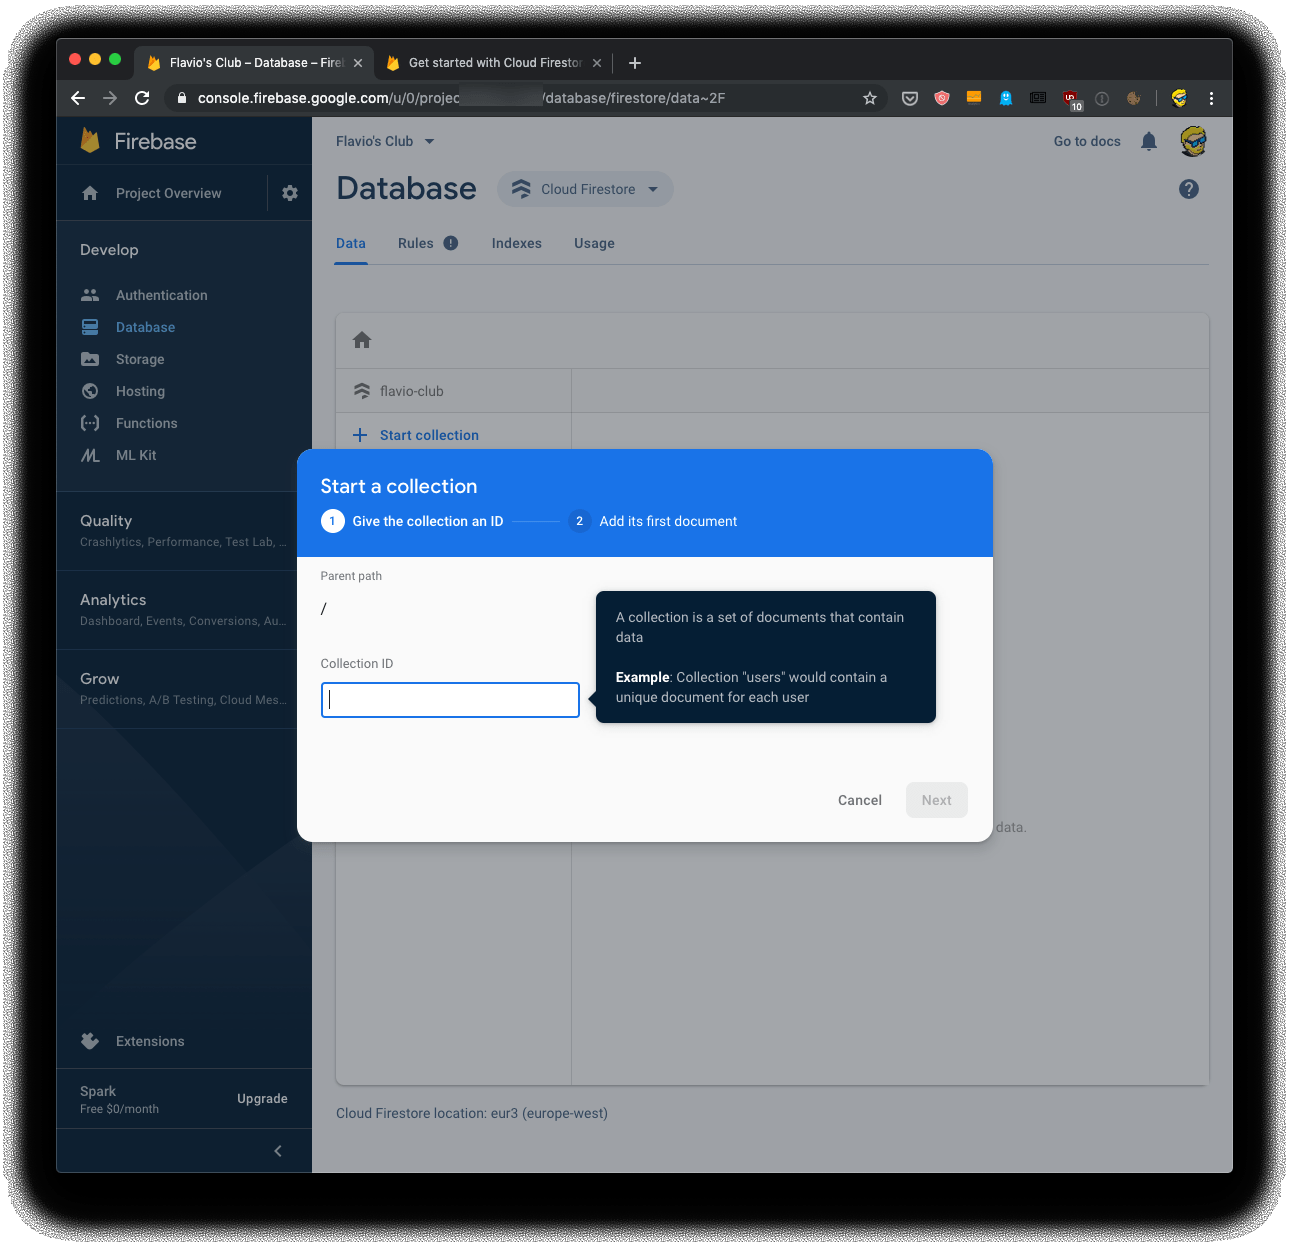 Flavio's Club – Database – Fire
Get started with Cloud Firestor
console.firebase.google.com/u/0/projec /database/firestore/data~2F
10
Firebase
Project Overview
Develop
Authentication
Database
Storage
Hosting
Functions
ML Kit
Quality
Crashlytics, Performance, Test Lab, ...
Analytics
Dashboard, Events, Conversions, Au...
Grow
Predictions, A/B Testing, Cloud Mes...
Extensions
Spark
Free $0/month
Upgrade
Flavio's Club
Go to docs
Database
Cloud Firestore
Data
Rules
Indexes
Usage
flavio-club
Start collection
Start a collection
1 Give the collection an ID
2 Add its first document
Parent path
/
Collection ID
A collection is a set of documents that contain
data
Example: Collection "users" would contain a
unique document for each user
Cancel
Next
data.
Cloud Firestore location: eur3 (europe-west)